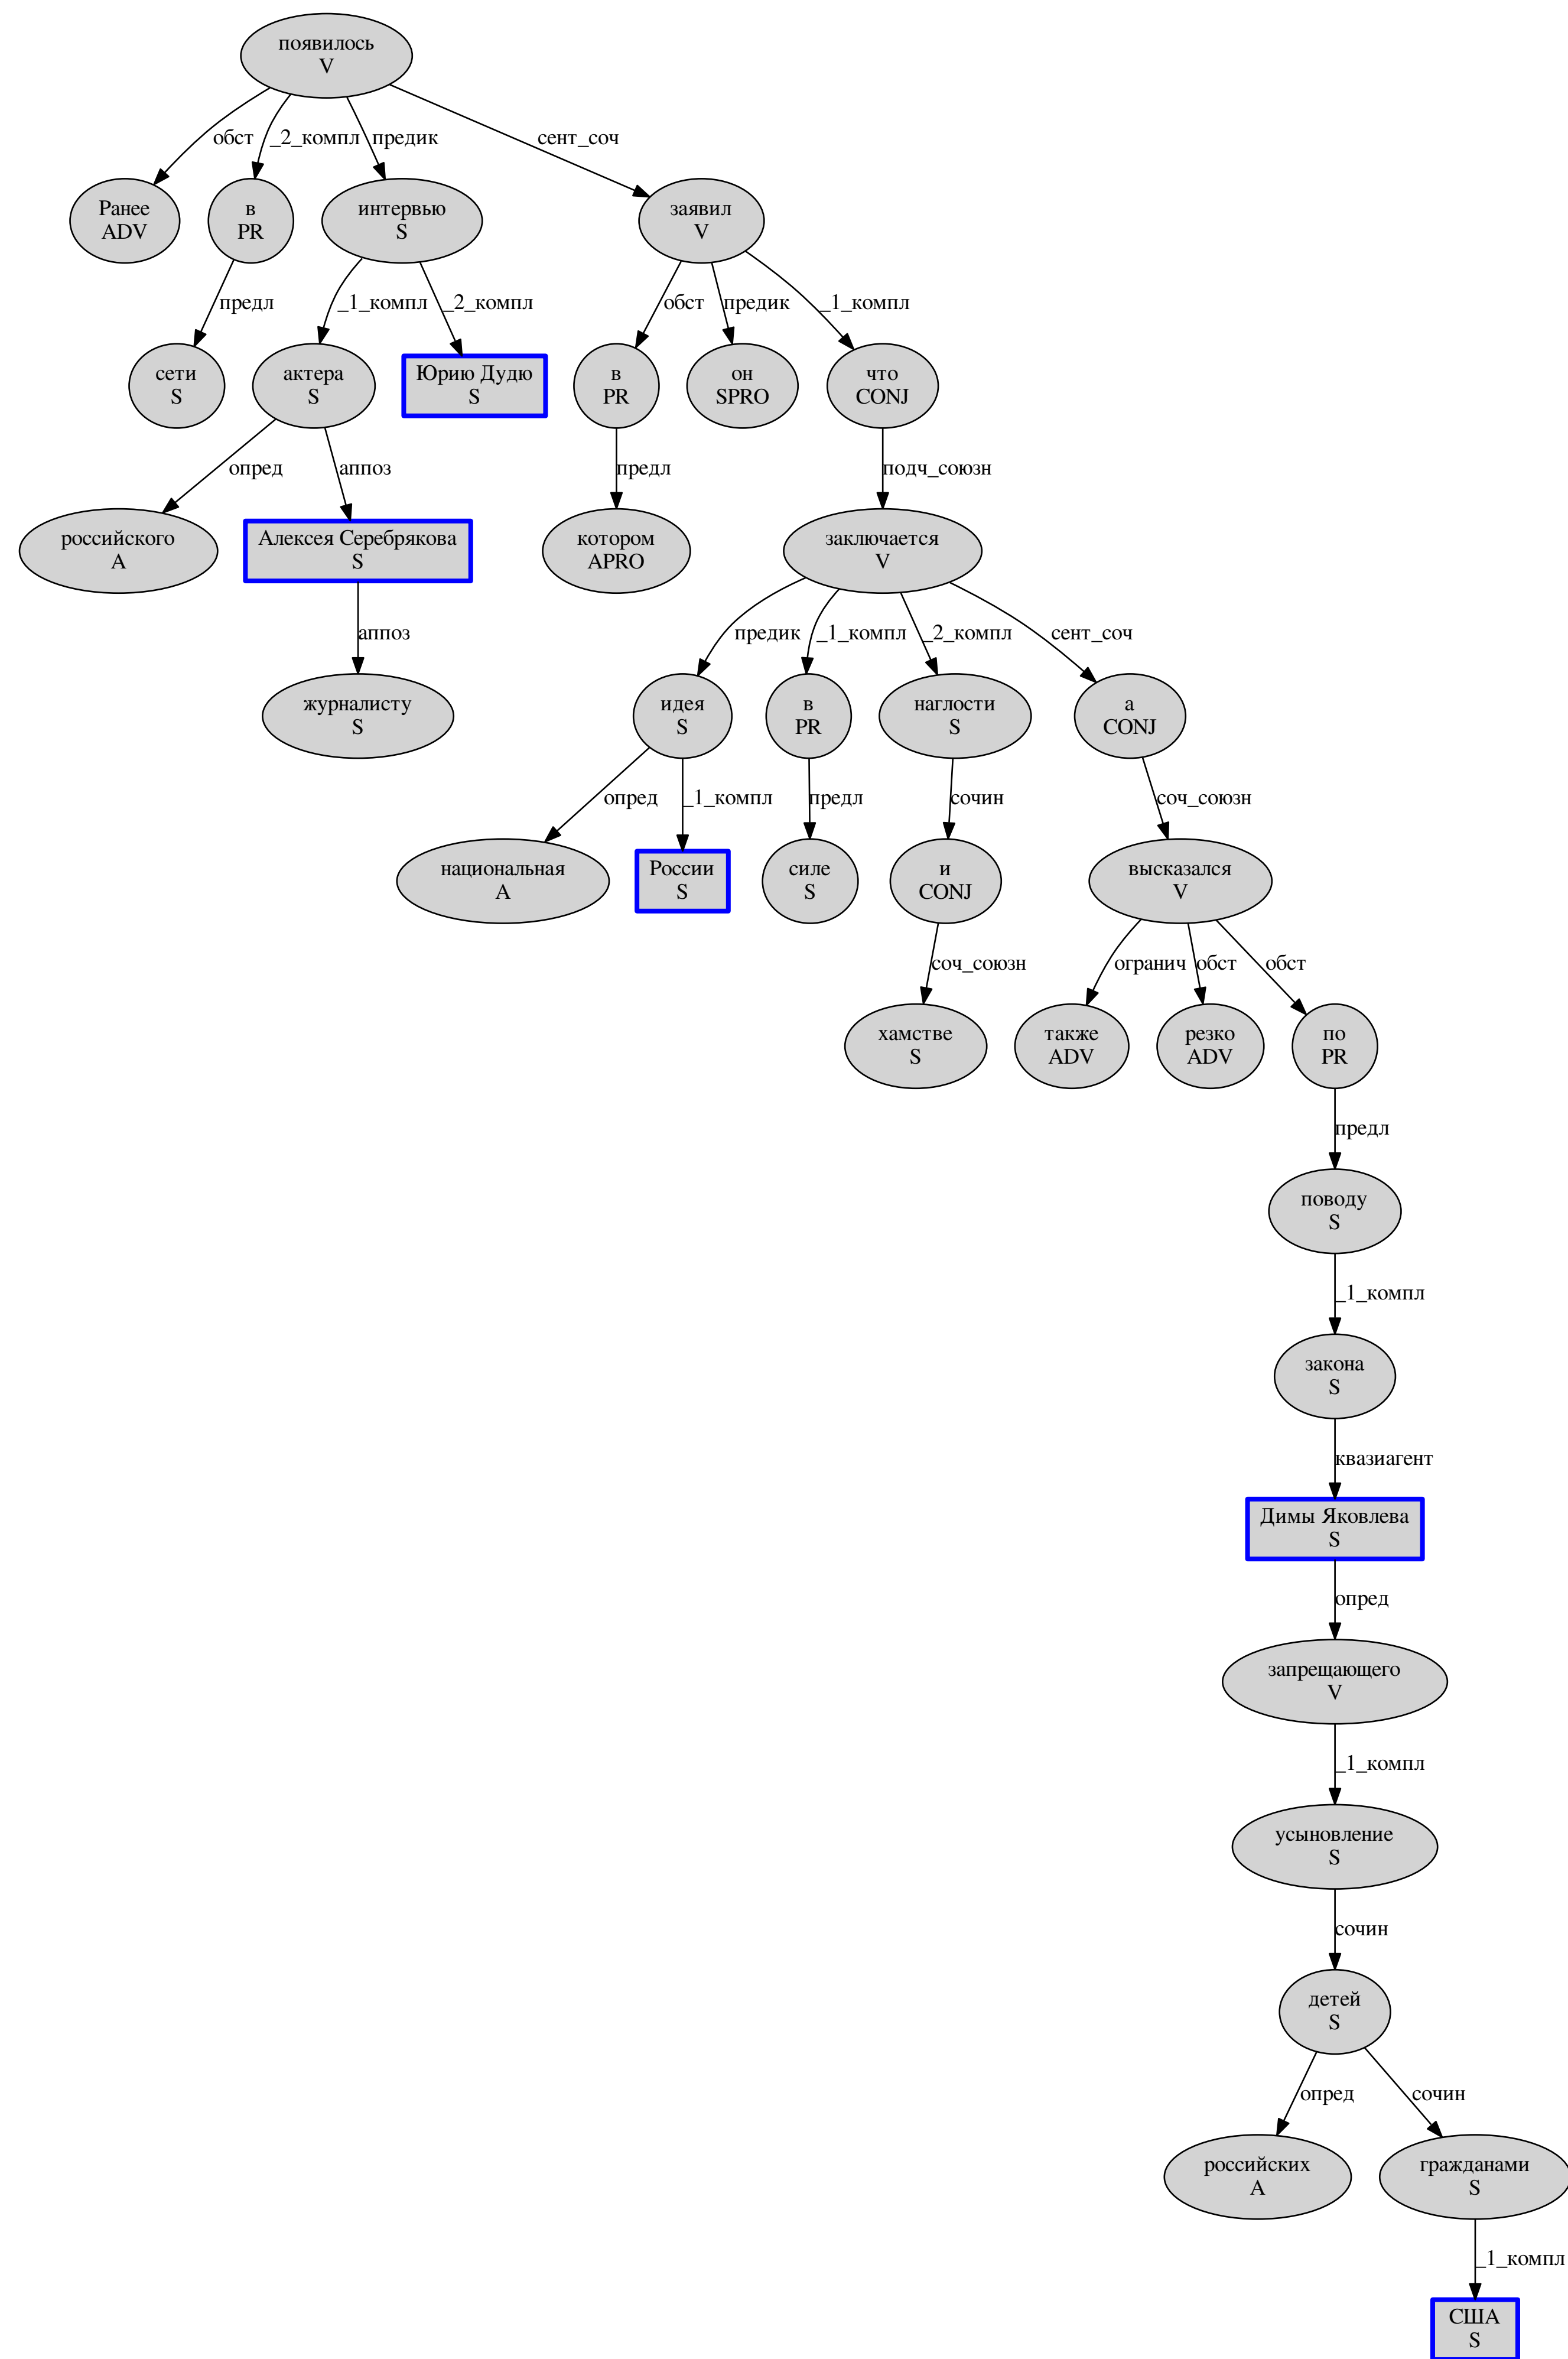 появилось
V
обст
_2_компл
предик
сент_соч
Ранее
ADV
в
PR
интервью
S
заявил
V
предл
_1_компл
_2_компл
обст
предик
_1_компл
сети
S
актера
S
Юрию Дудю
S
в
PR
он
SPRO
что
CONJ
опред
аппоз
предл
подч_союзн
российского
A
Алексея Серебрякова
S
котором
APRO
заключается
V
аппоз
предик
_1_компл
_2_компл
сент_соч
журналисту
S
идея
S
в
PR
наглости
S
а
CONJ
опред
_1_компл
предл
сочин
соч_союзн
национальная
A
России
S
силе
S
и
CONJ
высказался
V
соч_союзн
огранич
обст
обст
хамстве
S
также
ADV
резко
ADV
по
PR
предл
поводу
S
_1_компл
закона
S
квазиагент
Димы Яковлева
S
опред
запрещающего
V
_1_компл
усыновление
S
сочин
детей
S
опред
сочин
российских
A
гражданами
S
_1_компл
США
S